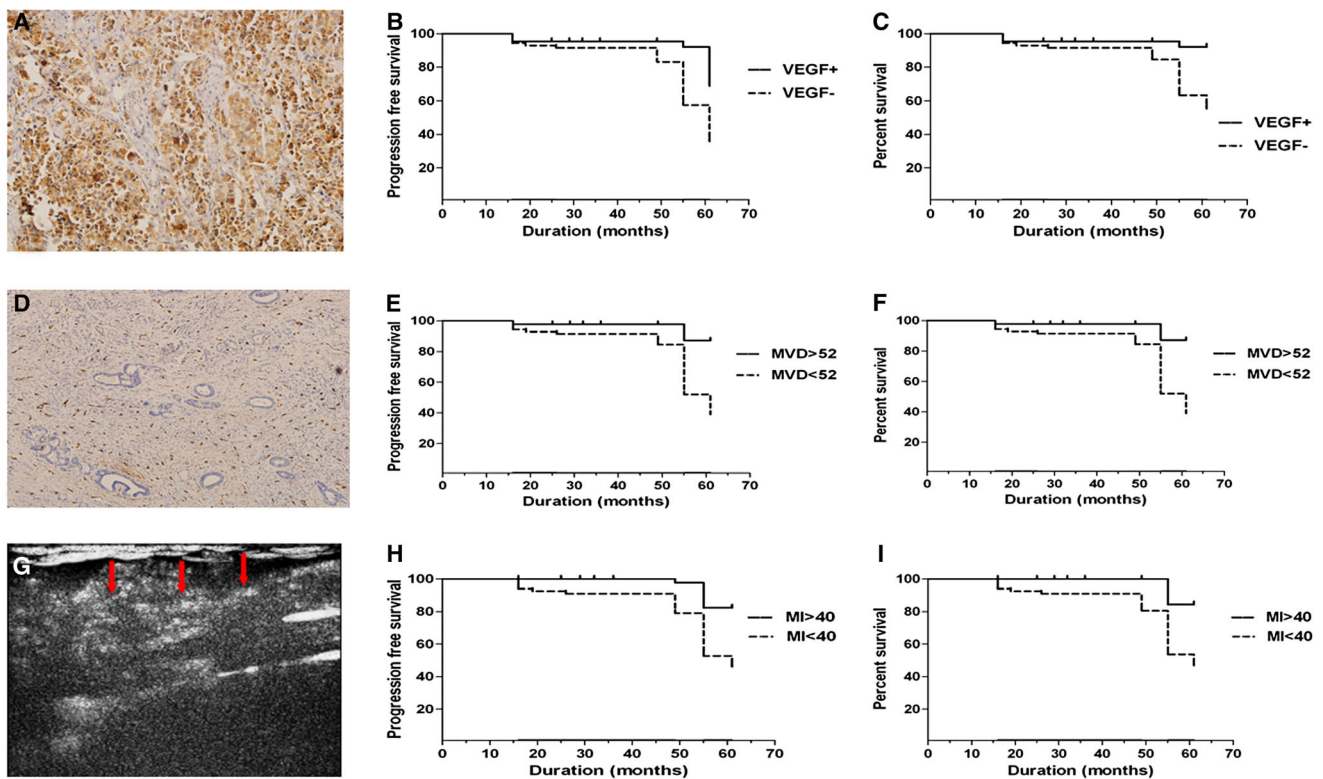 A
B
Progression free survival
100
80
60
40
20
0 10 20 30 40 50 60 70
Duration (months)
VEGF+
VEGF-
C
Percent survival
100
80
60
40
20
0 10 20 30 40 50 60 70
Duration (months)
VEGF+
VEGF-
D
E
Progression free survival
100
80
60
40
20
0 10 20 30 40 50 60 70
Duration (months)
MVD>52
MVD<52
F
Percent survival
100
80
60
40
20
0 10 20 30 40 50 60 70
Duration (months)
MVD>52
MVD<52
G
H
Progression free survival
100
80
60
40
20
0 10 20 30 40 50 60 70
Duration (months)
MI>40
MI<40
I
Percent survival
100
80
60
40
20
0 10 20 30 40 50 60 70
Duration (months)
MI>40
MI<40